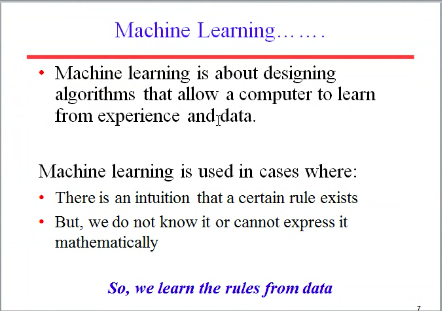 Machine Learning…….
• Machine learning is about designing
algorithms that allow a computer to learn
from experience and data.
Machine learning is used in cases where:
• There is an intuition that a certain rule exists
• But, we do not know it or cannot express it
mathematically
So, we learn the rules from data
7